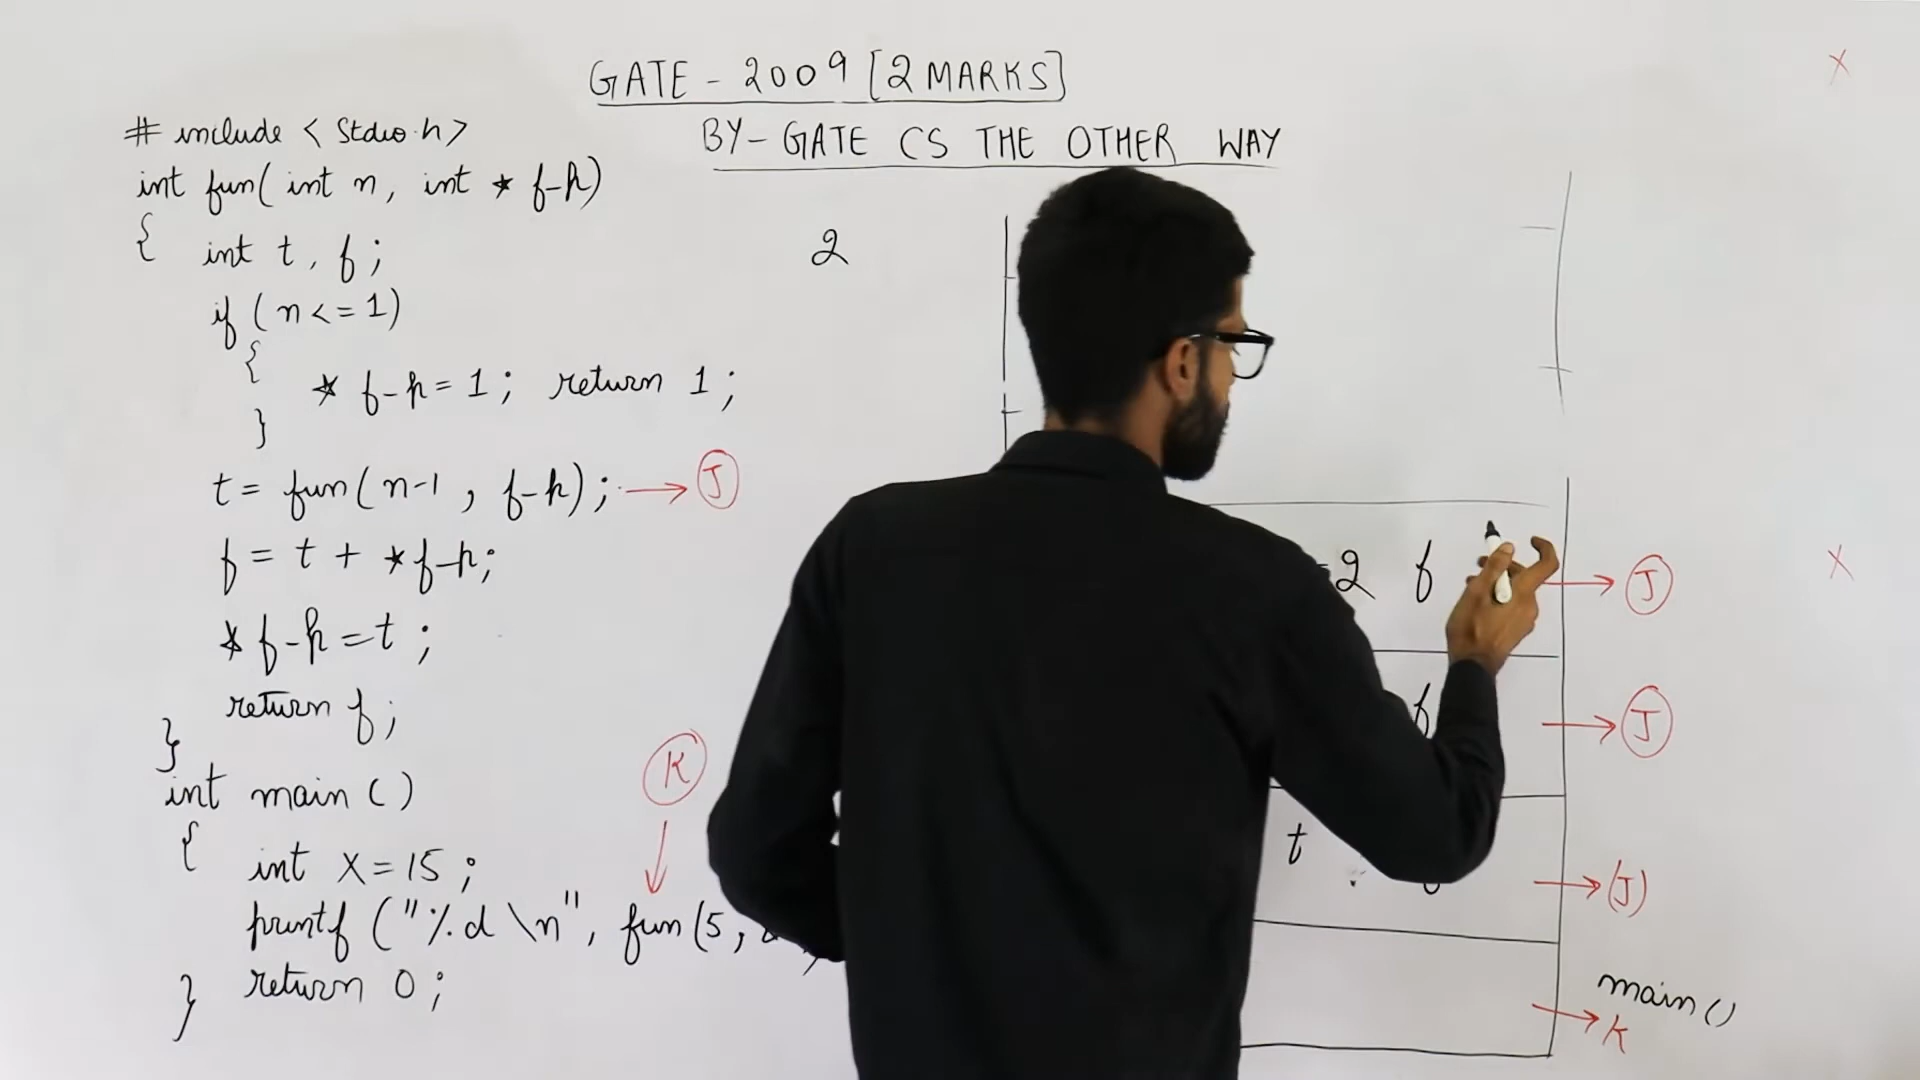 GATE - 2009 [2 MARKS]
BY - GATE CS THE OTHER WAY
# include < Stdio.h>
int fun( int n, int * f-p)
{ int t, f;
if ( n <= 1)
{
* f-p = 1; return 1;
}
t = fun( n-1 , f-p); → J
f = t + *f-p;
* f-p = t ;
return f;
}
int main ( )
{ int X = 15 ;
K
printf ("%d \n", fun (5,
} return 0 ;
2
2 f → J
f → J
t → (J)
main ()
→ K
X
X